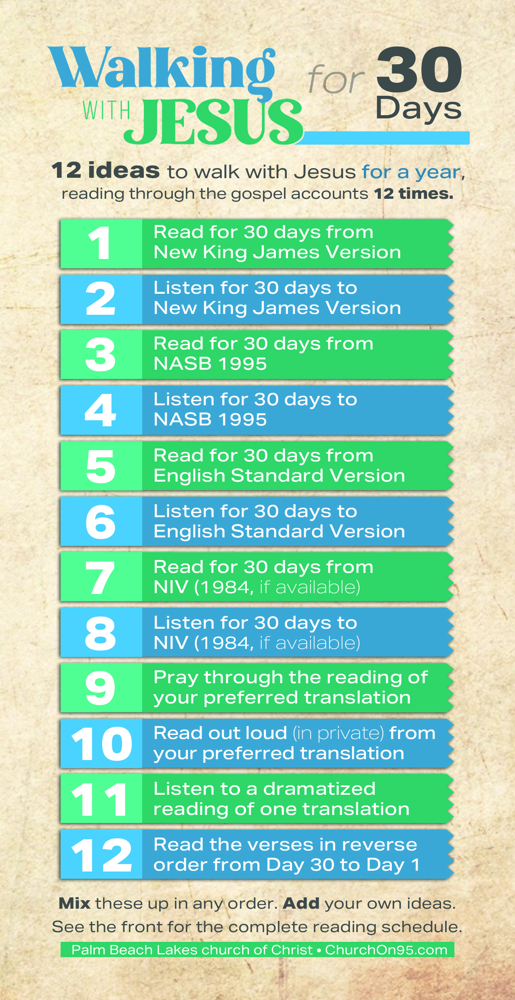 Walking for 30
WITH JESUS Days
12 ideas to walk with Jesus for a year,
reading through the gospel accounts 12 times.
1 Read for 30 days from
New King James Version
2 Listen for 30 days to
New King James Version
3 Read for 30 days from
NASB 1995
4 Listen for 30 days to
NASB 1995
5 Read for 30 days from
English Standard Version
6 Listen for 30 days to
English Standard Version
7 Read for 30 days from
NIV (1984, if available)
8 Listen for 30 days to
NIV (1984, if available)
9 Pray through the reading of
your preferred translation
10 Read out loud (in private) from
your preferred translation
11 Listen to a dramatized
reading of one translation
12 Read the verses in reverse
order from Day 30 to Day 1
Mix these up in any order. Add your own ideas.
See the front for the complete reading schedule.
Palm Beach Lakes church of Christ • ChurchOn95.com